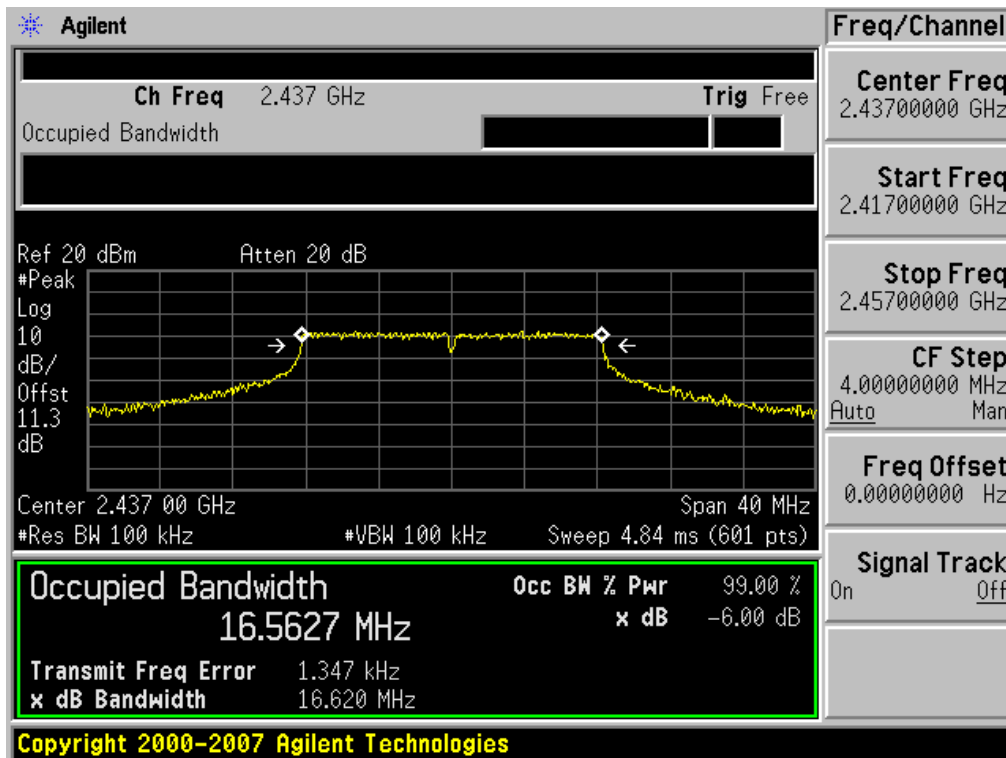 Agilent
Ch Freq 2.437 GHz Trig Free
Occupied Bandwidth
Ref 20 dBm Atten 20 dB
#Peak
Log
10
dB/
Offst
11.3
dB
Center 2.437 00 GHz Span 40 MHz
#Res BW 100 kHz #VBW 100 kHz Sweep 4.84 ms (601 pts)
Occupied Bandwidth Occ BW % Pwr 99.00 %
16.5627 MHz x dB -6.00 dB
Transmit Freq Error 1.347 kHz
x dB Bandwidth 16.620 MHz
Copyright 2000-2007 Agilent Technologies
Freq/Channel
Center Freq
2.43700000 GHz
Start Freq
2.41700000 GHz
Stop Freq
2.45700000 GHz
CF Step
4.00000000 MHz
Auto Man
Freq Offset
0.00000000 Hz
Signal Track
On Off